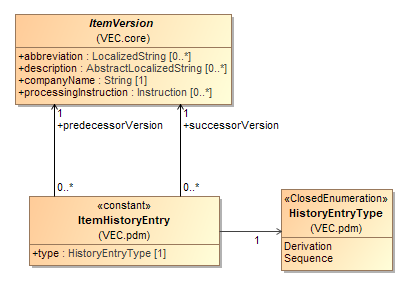 ItemVersion
(VEC.core)
+abbreviation : LocalizedString [0..*]
+description : AbstractLocalizedString [0..*]
+companyName : String [1]
+processingInstruction : Instruction [0..*]
1
1
+predecessorVersion
+successorVersion
0..*
0..*
«constant»
ItemHistoryEntry
(VEC.pdm)
+type : HistoryEntryType [1]
1
«ClosedEnumeration»
HistoryEntryType
(VEC.pdm)
Derivation
Sequence